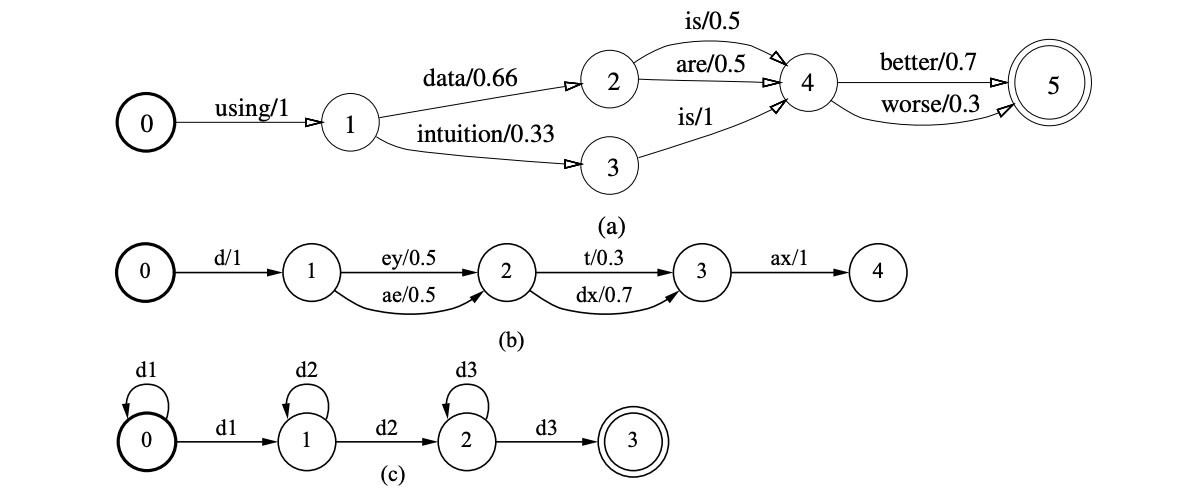 is/0.5
data/0.66 2 are/0.5 4 better/0.7 5
0 using/1 1 worse/0.3
intuition/0.33 3 is/1
(a)
0 d/1 1 ey/0.5 2 t/0.3 3 ax/1 4
ae/0.5 dx/0.7
(b)
d1 d2 d3
0 d1 1 d2 2 d3 3
(c)